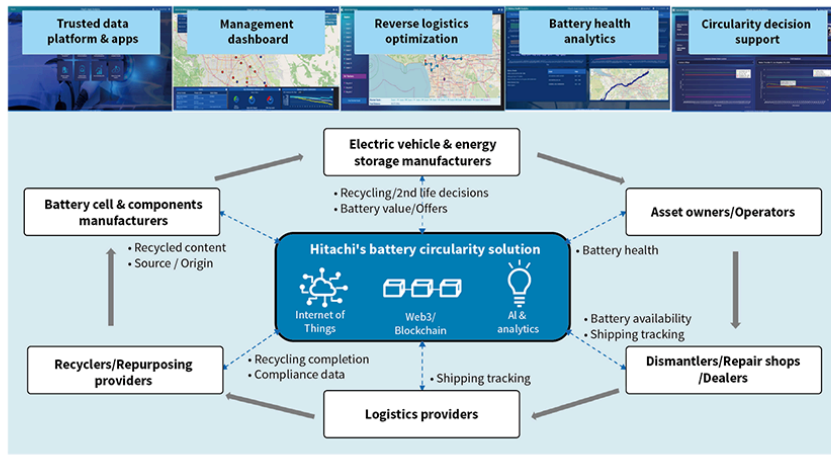 Trusted data
platform & apps
Management
dashboard
Reverse logistics
optimization
Battery health
analytics
Circularity decision
support
Electric vehicle & energy
storage manufacturers
• Recycling/2nd life decisions
• Battery value/Offers
Battery cell & components
manufacturers
• Recycled content
• Source / Origin
Asset owners/Operators
• Battery health
Hitachi's battery circularity solution
Internet of
Things
Web3/
Blockchain
AI &
analytics
• Battery availability
• Shipping tracking
Recyclers/Repurposing
providers
• Recycling completion
• Compliance data
• Shipping tracking
Dismantlers/Repair shops
/Dealers
Logistics providers